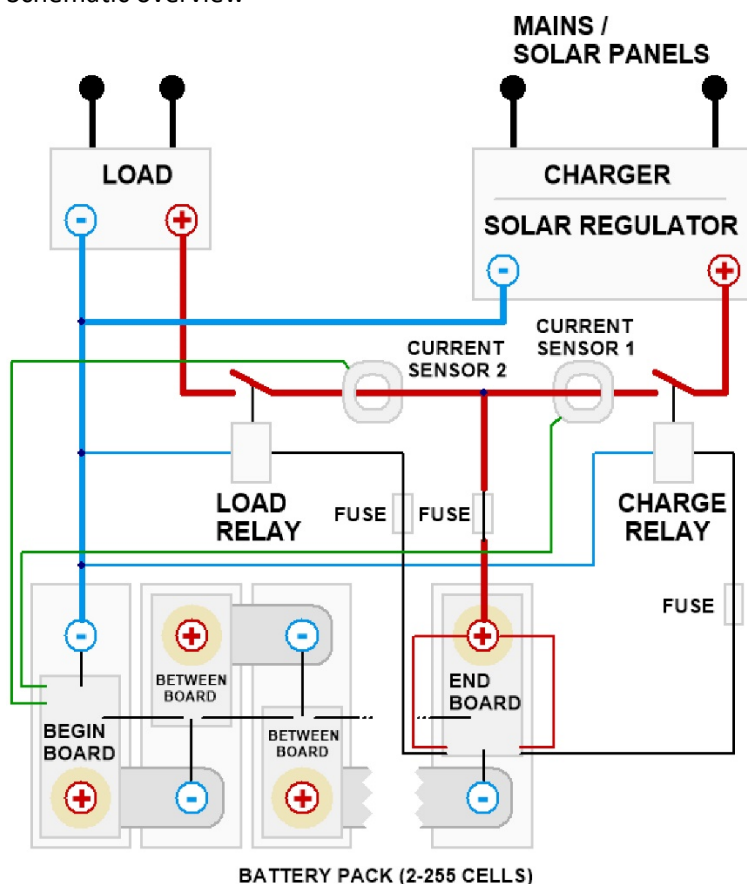 Schematic overview
MAINS /
SOLAR PANELS
LOAD
CHARGER
SOLAR REGULATOR
-
+
-
+
CURRENT
SENSOR 2
CURRENT
SENSOR 1
LOAD
RELAY
FUSE
FUSE
CHARGE
RELAY
FUSE
-
+
-
+
BETWEEN
BOARD
END
BOARD
BEGIN
BOARD
BETWEEN
BOARD
+
-
+
-
BATTERY PACK (2-255 CELLS)